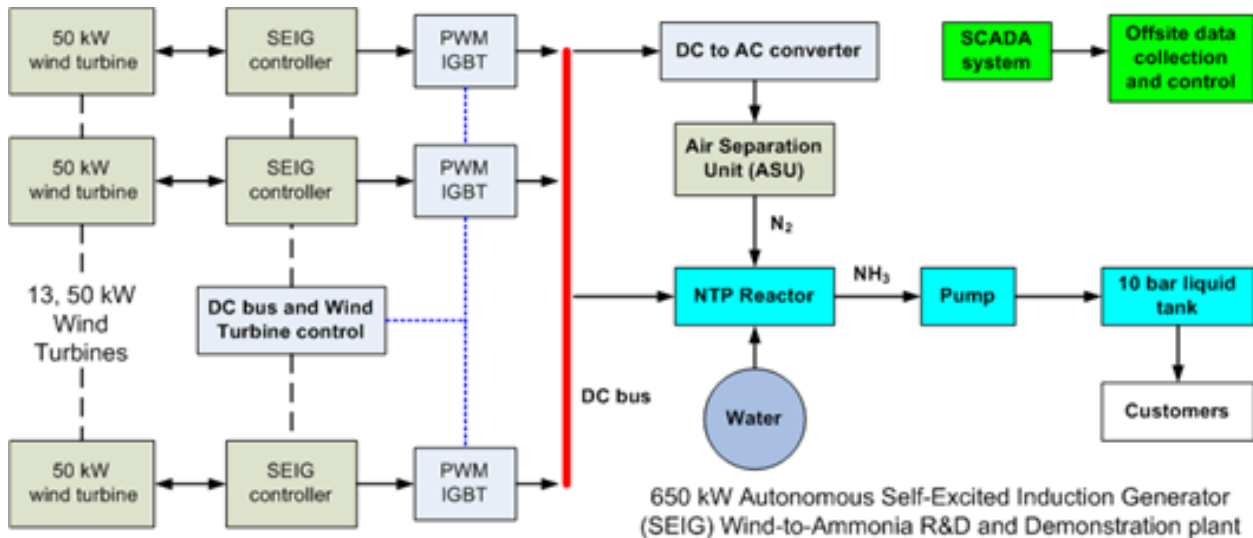 50 kW
wind turbine
SEIG
controller
PWM
IGBT
DC to AC converter
SCADA
system
Offsite data
collection
and control
50 kW
wind turbine
SEIG
controller
PWM
IGBT
Air Separation
Unit (ASU)
N₂
13, 50 kW
Wind
Turbines
DC bus and Wind
Turbine control
NTP Reactor
NH₃
Pump
10 bar liquid
tank
DC bus
Water
Customers
50 kW
wind turbine
SEIG
controller
PWM
IGBT
650 kW Autonomous Self-Excited Induction Generator
(SEIG) Wind-to-Ammonia R&D and Demonstration plant